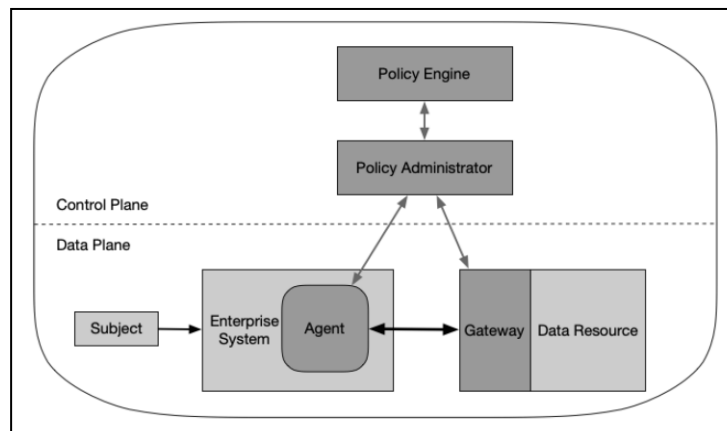 Policy Engine
Policy Administrator
Control Plane
Data Plane
Subject
Enterprise
System
Agent
Gateway
Data Resource